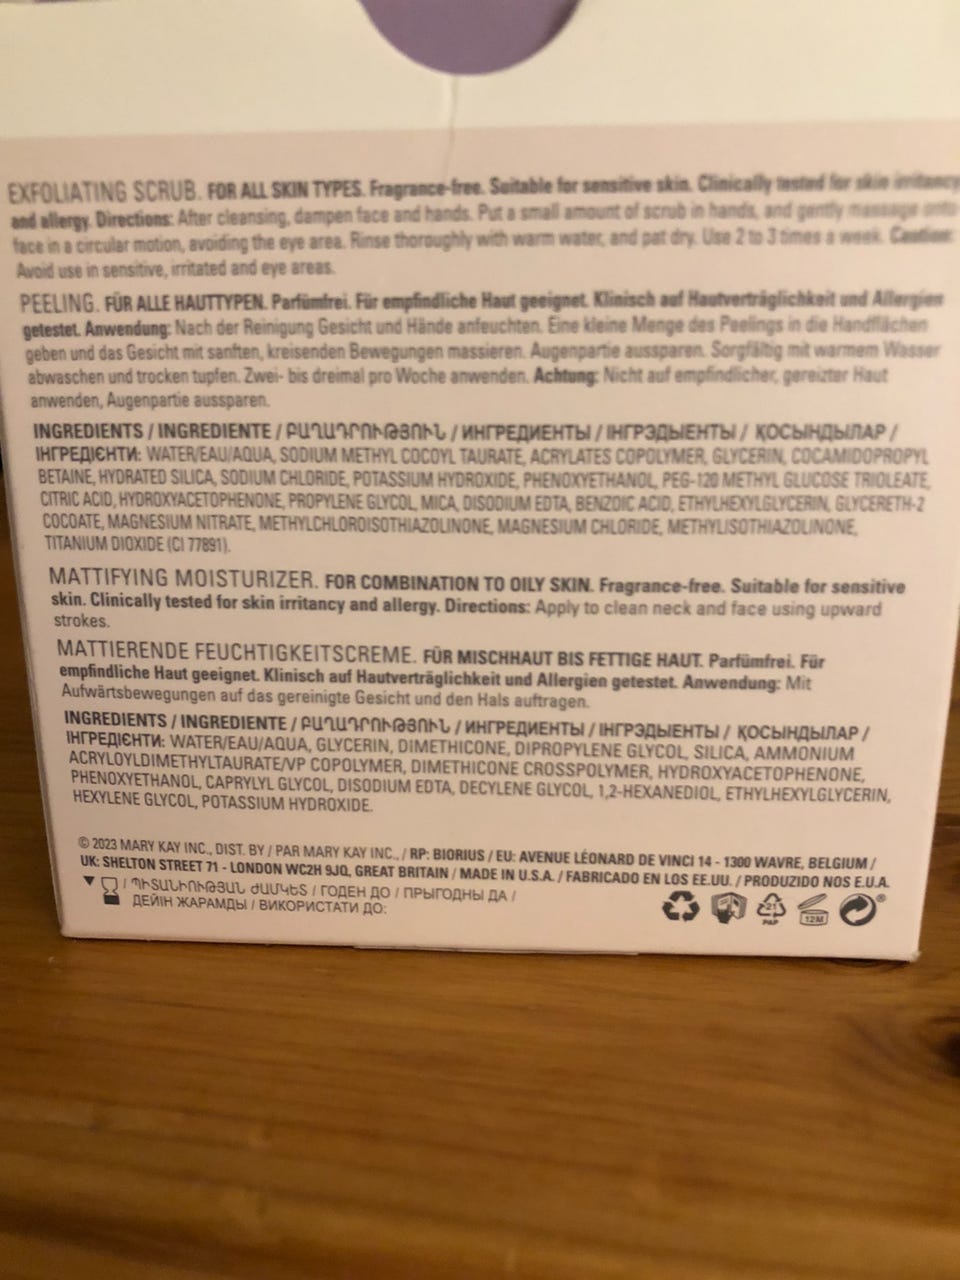 EXFOLIATING SCRUB. FOR ALL SKIN TYPES. Fragrance-free. Suitable for sensitive skin. Clinically tested for skin irritancy
and allergy. Directions: After cleansing, dampen face and hands. Put a small amount of scrub in hands, and gently massage onto
face in a circular motion, avoiding the eye area. Rinse thoroughly with warm water, and pat dry. Use 2 to 3 times a week. Caution:
Avoid use in sensitive, irritated and eye areas.
PEELING. FÜR ALLE HAUTTYPEN. Parfümfrei. Für empfindliche Haut geeignet. Klinisch auf Hautverträglichkeit und Allergien
getestet. Anwendung: Nach der Reinigung Gesicht und Hände anfeuchten. Eine kleine Menge des Peelings in die Handflächen
geben und das Gesicht mit sanften, kreisenden Bewegungen massieren. Augenpartie aussparen. Sorgfältig mit warmem Wasser
abwaschen und trocken tupfen. Zwei- bis dreimal pro Woche anwenden. Achtung: Nicht auf empfindlicher, gereizter Haut
anwenden, Augenpartie aussparen.
INGREDIENTS / INGREDIENTE / ԲԱՂԱԴՐՈՒԹՅՈՒՆ / ИНГРЕДИЕНТЫ / ІНГРЭДЫЕНТЫ / ҚОСЫНДЫЛАР /
ІНГРЕДІЄНТИ: WATER/EAU/AQUA, SODIUM METHYL COCOYL TAURATE, ACRYLATES COPOLYMER, GLYCERIN, COCAMIDOPROPYL
BETAINE, HYDRATED SILICA, SODIUM CHLORIDE, POTASSIUM HYDROXIDE, PHENOXYETHANOL, PEG-120 METHYL GLUCOSE TRIOLEATE,
CITRIC ACID, HYDROXYACETOPHENONE, PROPYLENE GLYCOL, MICA, DISODIUM EDTA, BENZOIC ACID, ETHYLHEXYLGLYCERIN, GLYCERETH-2
COCOATE, MAGNESIUM NITRATE, METHYLCHLOROISOTHIAZOLINONE, MAGNESIUM CHLORIDE, METHYLISOTHIAZOLINONE,
TITANIUM DIOXIDE (CI 77891).
MATTIFYING MOISTURIZER. FOR COMBINATION TO OILY SKIN. Fragrance-free. Suitable for sensitive
skin. Clinically tested for skin irritancy and allergy. Directions: Apply to clean neck and face using upward
strokes.
MATTIERENDE FEUCHTIGKEITSCREME. FÜR MISCHHAUT BIS FETTIGE HAUT. Parfümfrei. Für
empfindliche Haut geeignet. Klinisch auf Hautverträglichkeit und Allergien getestet. Anwendung: Mit
Aufwärtsbewegungen auf das gereinigte Gesicht und den Hals auftragen.
INGREDIENTS / INGREDIENTE / ԲԱՂԱԴՐՈՒԹՅՈՒՆ / ИНГРЕДИЕНТЫ / ІНГРЭДЫЕНТЫ / ҚОСЫНДЫЛАР /
ІНГРЕДІЄНТИ: WATER/EAU/AQUA, GLYCERIN, DIMETHICONE, DIPROPYLENE GLYCOL, SILICA, AMMONIUM
ACRYLOYLDIMETHYLTAURATE/VP COPOLYMER, DIMETHICONE CROSSPOLYMER, HYDROXYACETOPHENONE,
PHENOXYETHANOL, CAPRYLYL GLYCOL, DISODIUM EDTA, DECYLENE GLYCOL, 1,2-HEXANEDIOL, ETHYLHEXYLGLYCERIN,
HEXYLENE GLYCOL, POTASSIUM HYDROXIDE.
© 2023 MARY KAY INC., DIST. BY / PAR MARY KAY INC., / RP: BIORIUS / EU: AVENUE LÉONARD DE VINCI 14 - 1300 WAVRE, BELGIUM /
UK: SHELTON STREET 71 - LONDON WC2H 9JQ, GREAT BRITAIN / MADE IN U.S.A. / FABRICADO EN LOS EE.UU. / PRODUZIDO NOS E.U.A.
/ ՊԻՏԱՆԻՈՒԹՅԱՆ ԺԱՄԿԵՏ / ГОДЕН ДО / ПРЫГОДНЫ ДА /
ДЕЙІН ЖАРАМДЫ / ВИКОРИСТАТИ ДО:
21
PAP
12M
®